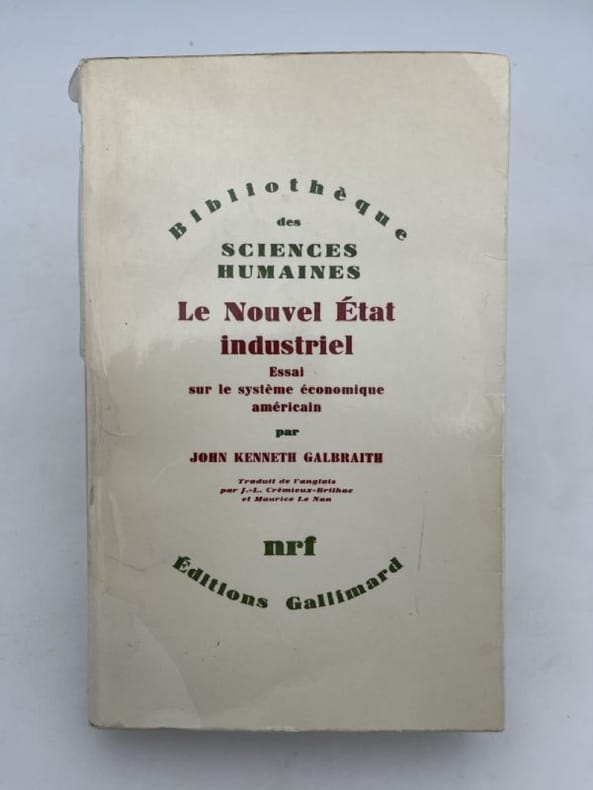 Bibliothèque
des
SCIENCES
HUMAINES
Le Nouvel État
industriel
Essai
sur le système économique
américain
par
JOHN KENNETH GALBRAITH
Traduit de l'anglais
par J.-L. Crémieux-Brilhac
et Maurice Le Nan
nrf
Éditions Gallimard